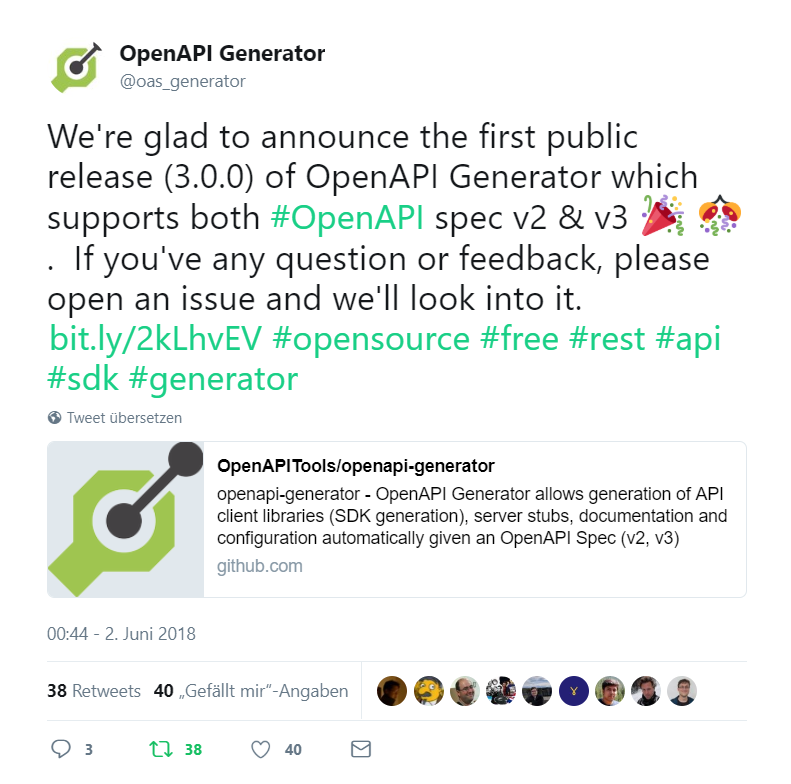 OpenAPI Generator
@oas_generator
We're glad to announce the first public
release (3.0.0) of OpenAPI Generator which
supports both #OpenAPI spec v2 & v3 🎉 🎊
. If you've any question or feedback, please
open an issue and we'll look into it.
bit.ly/2kLhvEV #opensource #free #rest #api
#sdk #generator
Tweet übersetzen
OpenAPITools/openapi-generator
openapi-generator - OpenAPI Generator allows generation of API
client libraries (SDK generation), server stubs, documentation and
configuration automatically given an OpenAPI Spec (v2, v3)
github.com
00:44 - 2. Juni 2018
38 Retweets 40 „Gefällt mir“-Angaben
3 38 40